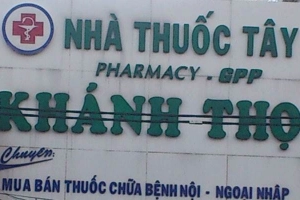 NHÀ THUỐC TÂY
PHARMACY - GPP
KHÁNH THỌ
Chuyên:
MUA BÁN THUỐC CHỮA BỆNH NỘI - NGOẠI NHẬP